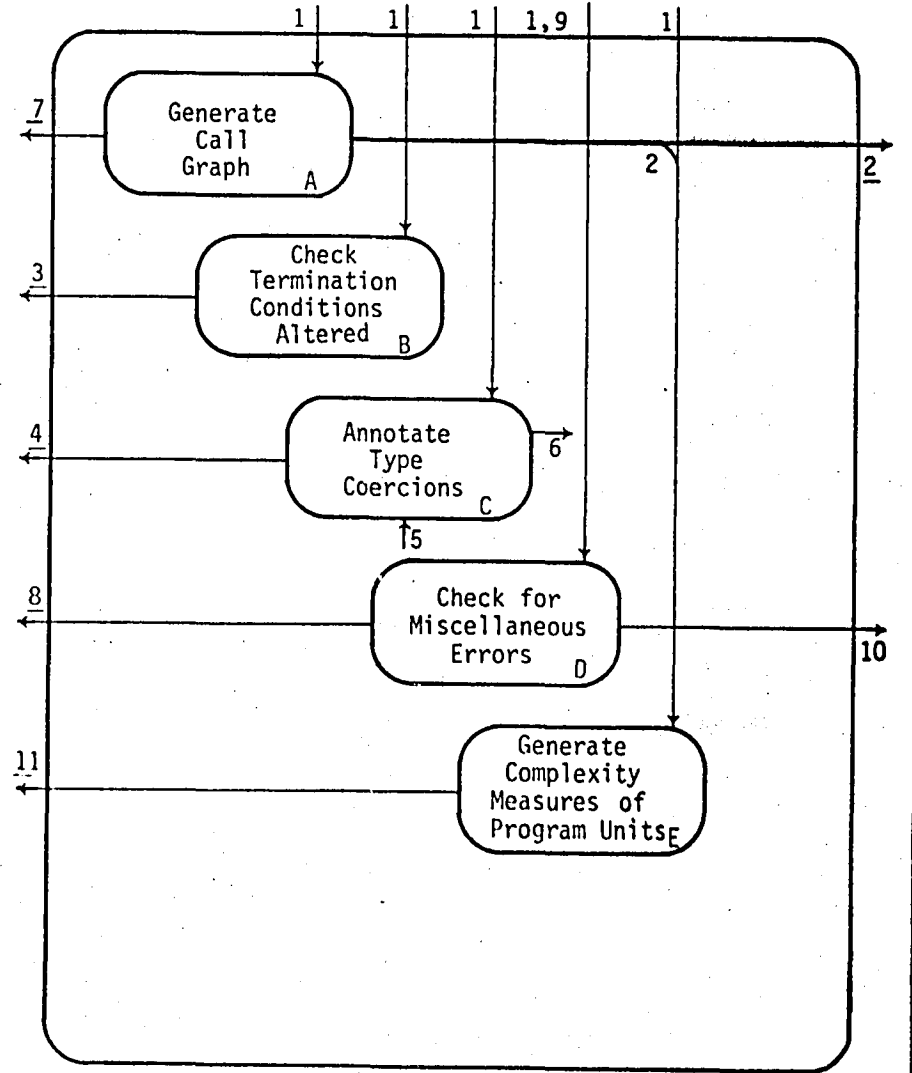 1 1 1 1,9 1
7
Generate
Call
Graph
A
2
2
3
Check
Termination
Conditions
Altered
B
4
Annotate
Type
Coercions
C
6
5
8
Check for
Miscellaneous
Errors
D
10
11
Generate
Complexity
Measures of
Program Units
E